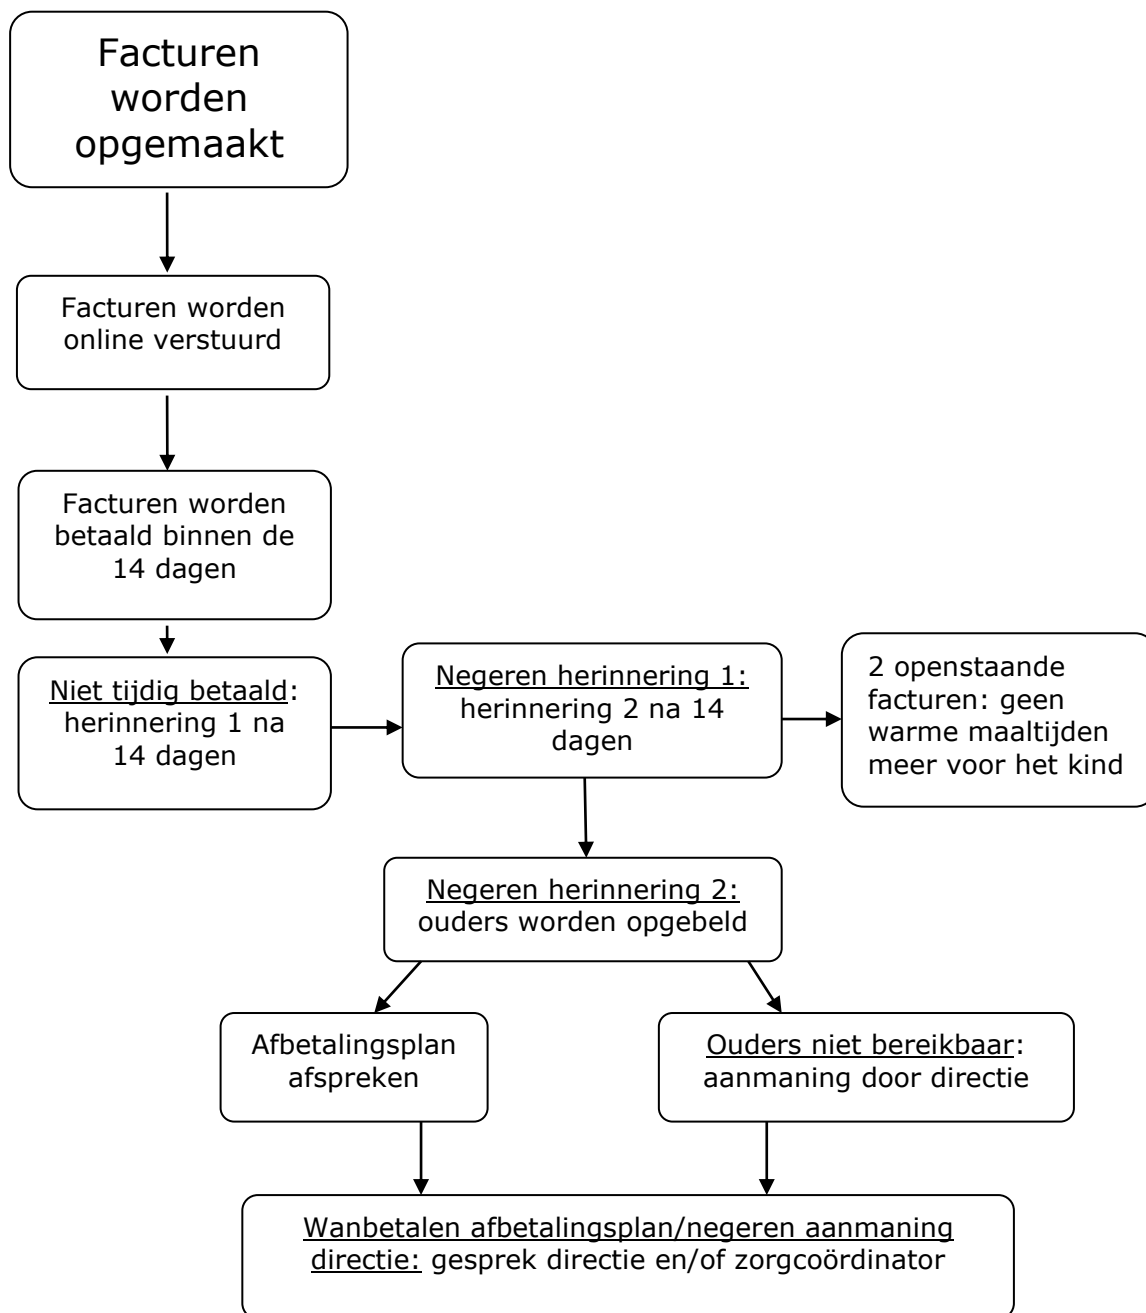 Facturen
worden
opgemaakt
Facturen worden
online verstuurd
Facturen worden
betaald binnen de
14 dagen
Niet tijdig betaald:
herinnering 1 na
14 dagen
Negeren herinnering 1:
herinnering 2 na 14
dagen
2 openstaande
facturen: geen
warme maaltijden
meer voor het kind
Negeren herinnering 2:
ouders worden opgebeld
Afbetalingsplan
afspreken
Ouders niet bereikbaar:
aanmaning door directie
Wanbetalen afbetalingsplan/negeren aanmaning
directie: gesprek directie en/of zorgcoördinator